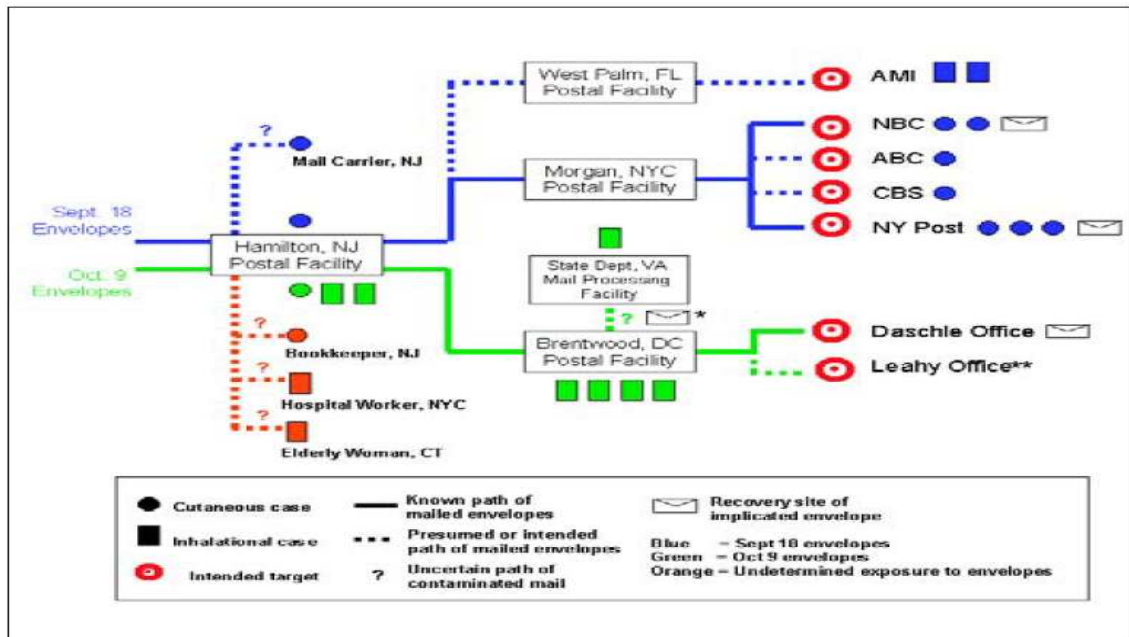 West Palm, FL
Postal Facility
AMI
?
Mail Carrier, NJ
NBC
ABC
Morgan, NYC
Postal Facility
CBS
NY Post
Sept. 18
Envelopes
Hamilton, NJ
Postal Facility
Oct. 9
Envelopes
State Dept, VA
Mail Processing
Facility
? *
?
Bookkeeper, NJ
Brentwood, DC
Postal Facility
Daschle Office
Leahy Office**
?
Hospital Worker, NYC
?
Elderly Woman, CT
Cutaneous case
Inhalational case
Intended target
Known path of
mailed envelopes
Presumed or intended
path of mailed envelopes
? Uncertain path of
contaminated mail
Recovery site of
implicated envelope
Blue = Sept 18 envelopes
Green = Oct 9 envelopes
Orange = Undetermined exposure to envelopes